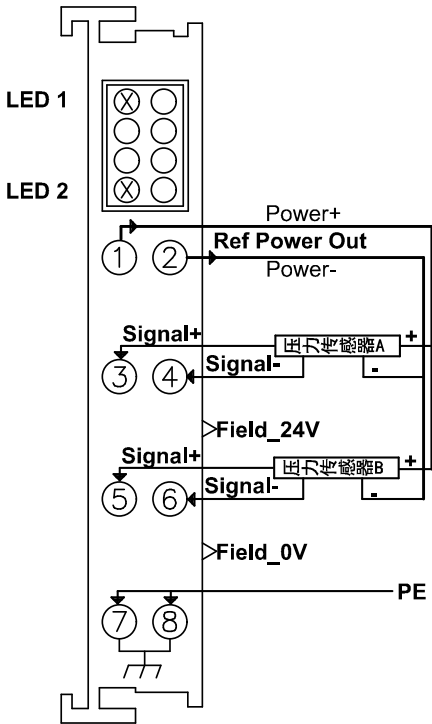 LED 1
LED 2
Power+
① ② Ref Power Out
Power-
Signal+ 压力传感器A +
③ ④ Signal- -
Field_24V
Signal+ 压力传感器B +
⑤ ⑥ Signal- -
Field_0V
PE
⑦ ⑧